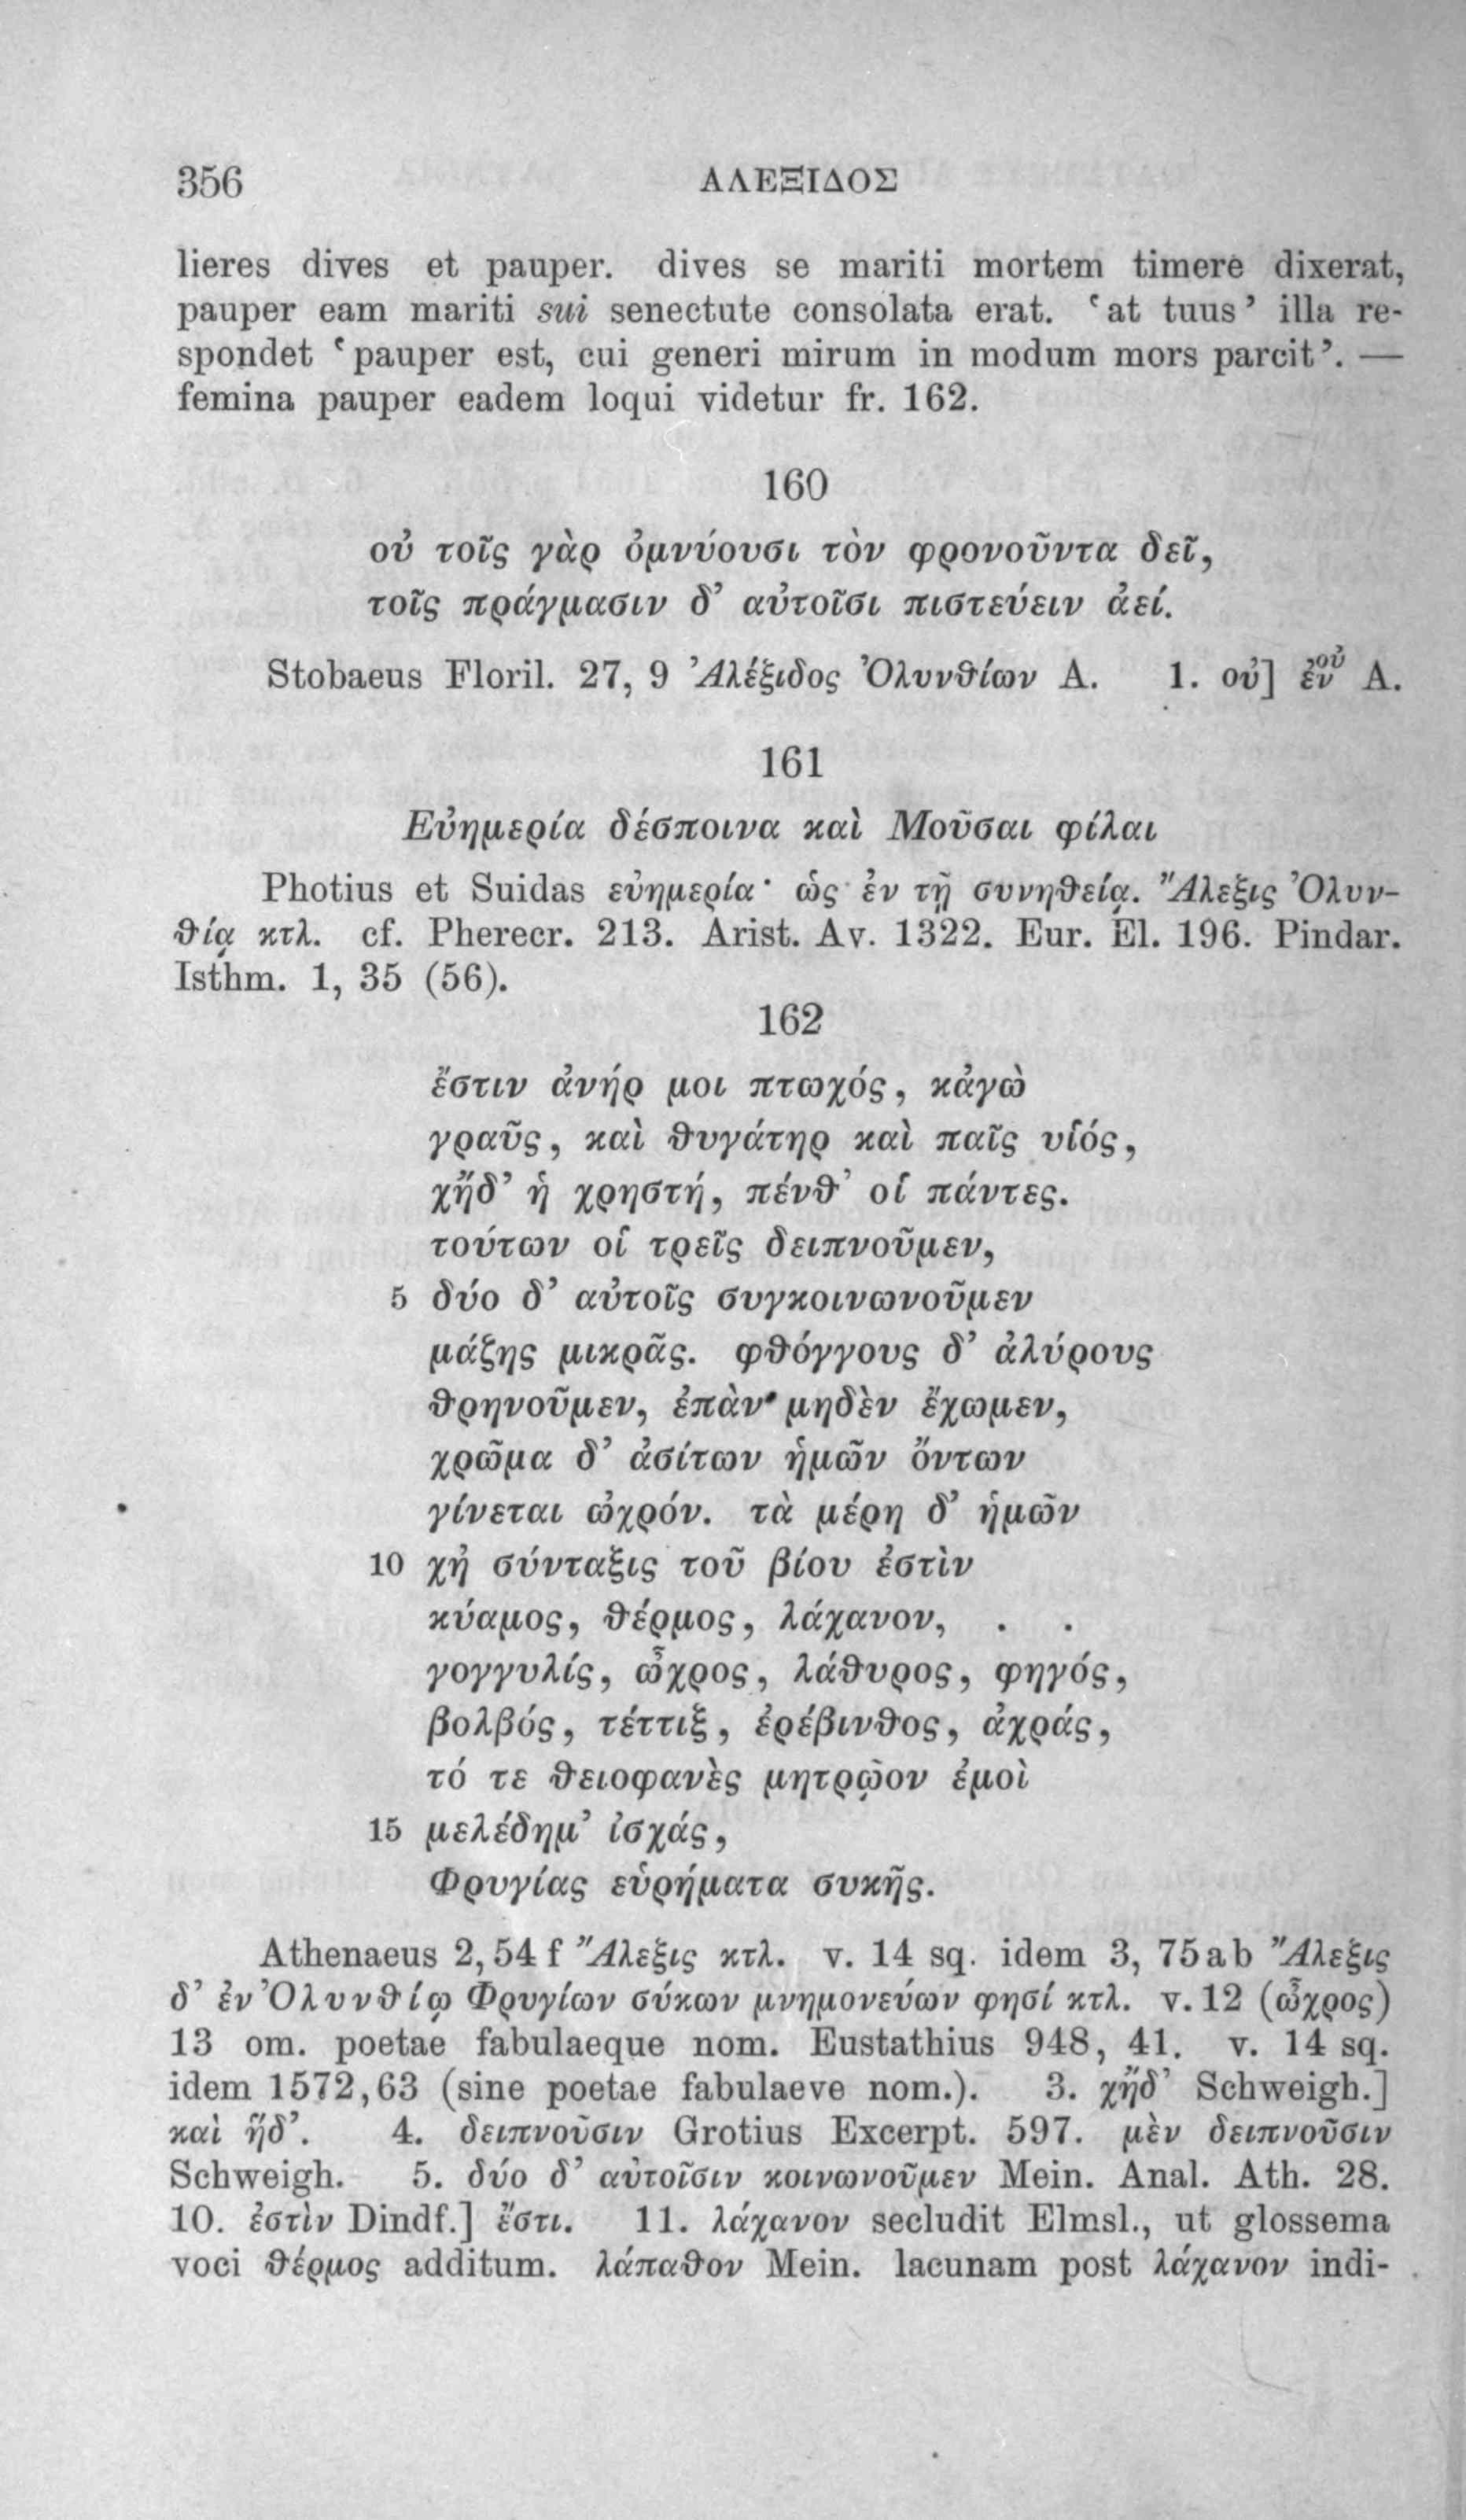 356 ΑΛΕΞΙΔΟΣ
lieres dives et pauper. dives se mariti mortem timere dixerat,
pauper eam mariti sui senectute consolata erat. ‛at tuus’ illa re-
spondet ‛pauper est, cui generi mirum in modum mors parcit’. —
femina pauper eadem loqui videtur fr. 162.
160
οὐ τοῖς γὰρ ὀμνύουσι τὸν φρονοῦντα δεῖ,
τοῖς πράγμασιν δ’ αὐτοῖσι πιστεύειν ἀεί.
Stobaeus Floril. 27, 9 Ἀλέξιδος Ὀλυνθίων A. 1. οὐ] ἐν οὐ A.
161
Εὐημερία δέσποινα καὶ Μοῦσαι φίλαι
Photius et Suidas εὐημερία· ὡς ἐν τῇ συνηθείᾳ. Ἄλεξις Ὀλυν-
θίᾳ κτλ. cf. Pherecr. 213. Arist. Av. 1322. Eur. El. 196. Pindar.
Isthm. 1, 35 (56).
162
ἔστιν ἀνήρ μοι πτωχός, κἀγὼ
γραῦς, καὶ θυγάτηρ καὶ παῖς υἱός,
χἤδ’ ἡ χρηστή, πένθ’ οἱ πάντες.
τούτων οἱ τρεῖς δειπνοῦμεν,
5 δύο δ’ αὐτοῖς συγκοινωνοῦμεν
μάζης μικρᾶς. φθόγγους δ’ ἀλύρους
θρηνοῦμεν, ἐπὰν μηδὲν ἔχωμεν,
χρῶμα δ’ ἀσίτων ἡμῶν ὄντων
γίνεται ὠχρόν. τὰ μέρη δ’ ἡμῶν
10 χἠ σύνταξις τοῦ βίου ἐστὶν
κύαμος, θέρμος, λάχανον, . .
γογγυλίς, ὦχρος, λάθυρος, φηγός,
βολβός, τέττιξ, ἐρέβινθος, ἀχράς,
τό τε θειοφανὲς μητρῷον ἐμοὶ
15 μελέδημ’ ἰσχάς,
Φρυγίας εὑρήματα συκῆς.
Athenaeus 2, 54 f Ἄλεξις κτλ. v. 14 sq. idem 3, 75ab Ἄλεξις
δ’ ἐν Ὀλυνθίῳ Φρυγίων σύκων μνημονεύων φησί κτλ. v. 12 (ὦχρος)
13 om. poetae fabulaeque nom. Eustathius 948, 41. v. 14 sq.
idem 1572, 63 (sine poetae fabulaeve nom.). 3. χἤδ’ Schweigh.]
καὶ ἥδ’. 4. δειπνοῦσιν Grotius Excerpt. 597. μὲν δειπνοῦσιν
Schweigh. 5. δύο δ’ αὐτοῖσιν κοινωνοῦμεν Mein. Anal. Ath. 28.
10. ἐστὶν Dindf.] ἔστι. 11. λάχανον secludit Elmsl., ut glossema
voci θέρμος additum. λάπαθον Mein. lacunam post λάχανον indi-